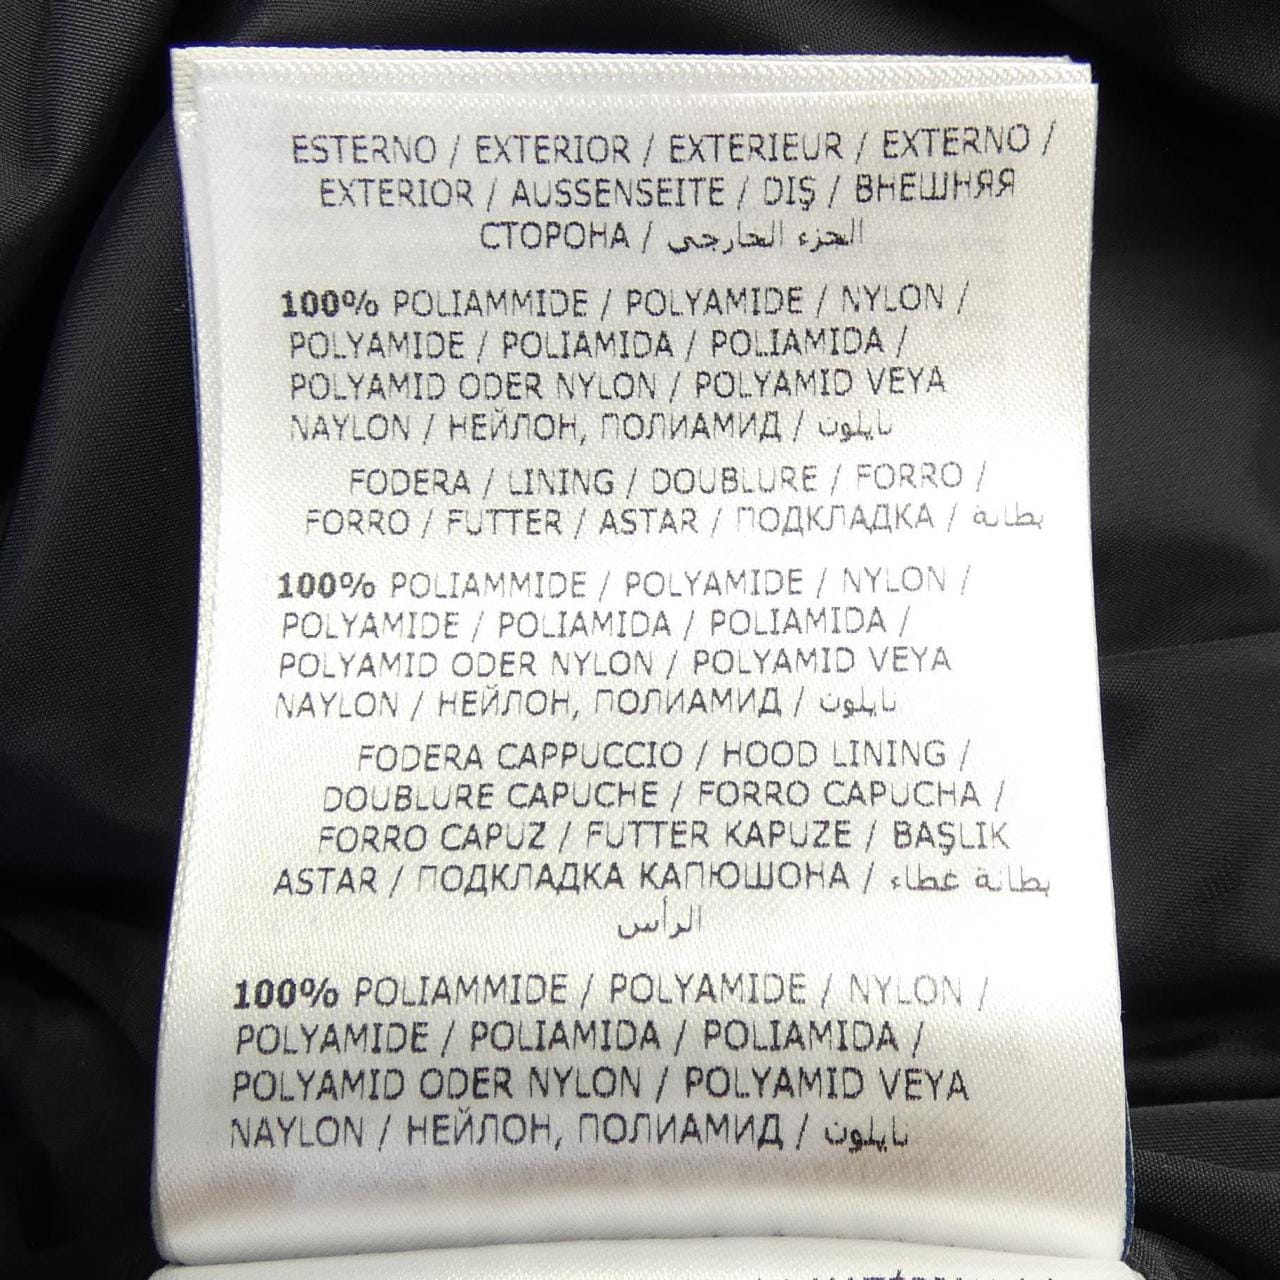 ESTERNO / EXTERIOR / EXTERIEUR / EXTERNO /
EXTERIOR / AUSSENSEITE / DIŞ / ВНЕШНЯЯ
СТОРОНА / الجزء الخارجي
100% POLIAMMIDE / POLYAMIDE / NYLON /
POLYAMIDE / POLIAMIDA / POLIAMIDA /
POLYAMID ODER NYLON / POLYAMID VEYA
NAYLON / НЕЙЛОН, ПОЛИАМИД / نايلون
FODERA / LINING / DOUBLURE / FORRO /
FORRO / FUTTER / ASTAR / ПОДКЛАДКА / بطانة
100% POLIAMMIDE / POLYAMIDE / NYLON /
POLYAMIDE / POLIAMIDA / POLIAMIDA /
POLYAMID ODER NYLON / POLYAMID VEYA
NAYLON / НЕЙЛОН, ПОЛИАМИД / نايلون
FODERA CAPPUCCIO / HOOD LINING /
DOUBLURE CAPUCHE / FORRO CAPUCHA /
FORRO CAPUZ / FUTTER KAPUZE / BAŞLIK
ASTAR / ПОДКЛАДКА КАПЮШОНА / بطانة غطاء
الرأس
100% POLIAMMIDE / POLYAMIDE / NYLON /
POLYAMIDE / POLIAMIDA / POLIAMIDA /
POLYAMID ODER NYLON / POLYAMID VEYA
NAYLON / НЕЙЛОН, ПОЛИАМИД / نايلون